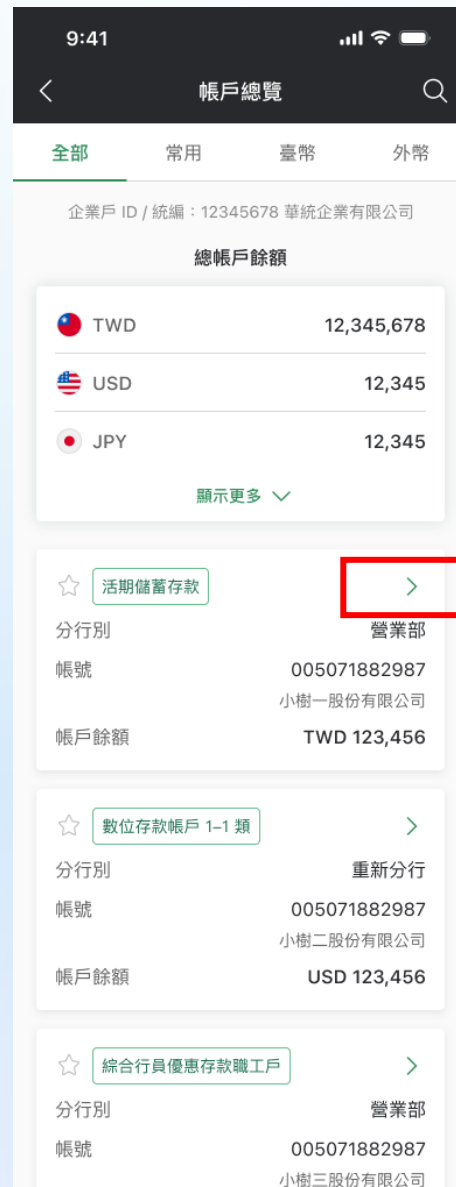 9:41
帳戶總覽
全部 常用 臺幣 外幣
企業戶 ID / 統編：12345678 華統企業有限公司
總帳戶餘額
TWD 12,345,678
USD 12,345
JPY 12,345
顯示更多
活期儲蓄存款
分行別 營業部
帳號 005071882987
小樹一股份有限公司
帳戶餘額 TWD 123,456
數位存款帳戶 1–1 類
分行別 重新分行
帳號 005071882987
小樹二股份有限公司
帳戶餘額 USD 123,456
綜合行員優惠存款職工戶
分行別 營業部
帳號 005071882987
小樹三股份有限公司